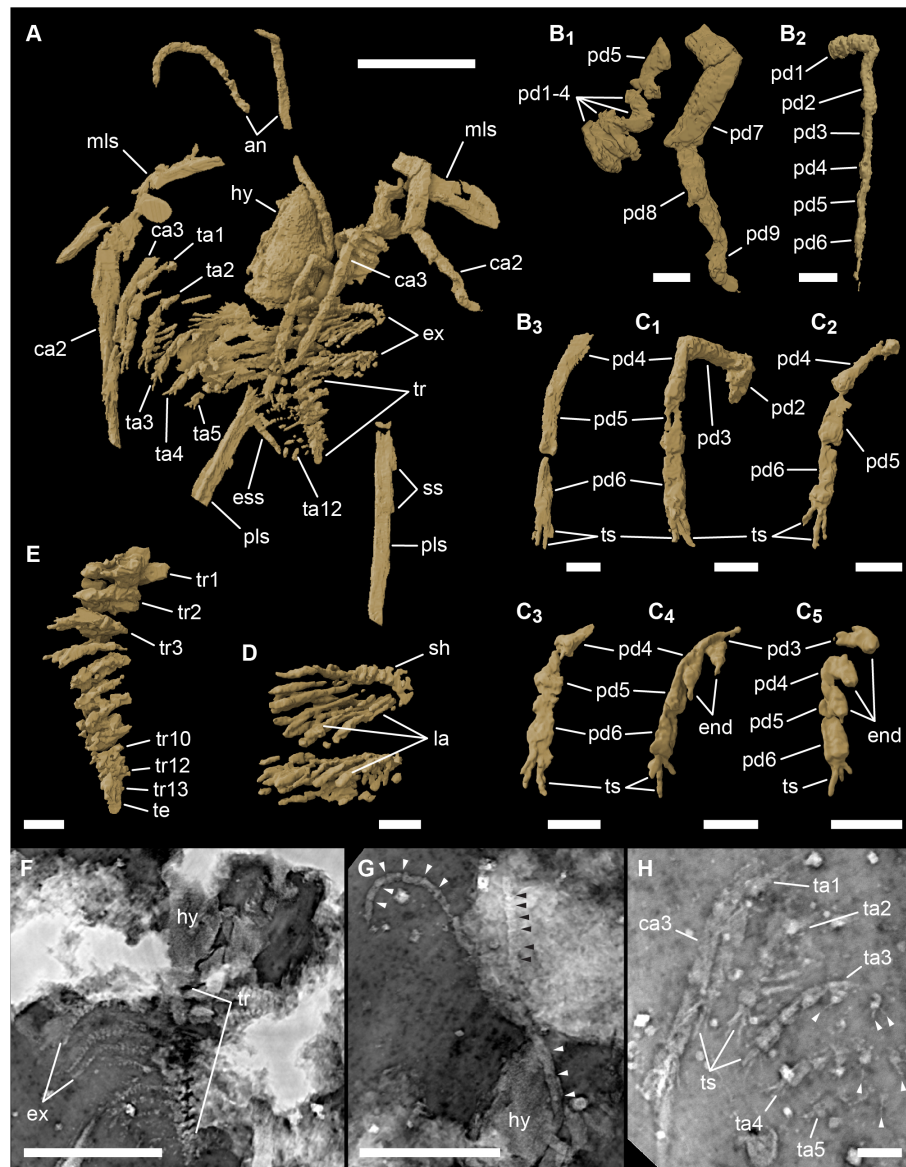 A
an
mls
mls
hy
ca3
ta1
ta2
ca3
ca2
ex
ca2
tr
ta3
ta4
ta5
ess
ta12
ss
pls
pls
B1
pd5
pd1-4
pd7
pd8
pd9
B2
pd1
pd2
pd3
pd4
pd5
pd6
B3
C1
C2
pd4
pd4
pd2
pd5
pd3
pd5
pd6
pd6
ts
ts
E
tr1
tr2
tr3
tr10
tr12
tr13
te
D
sh
la
C3
C4
C5
pd4
pd3
pd4
pd5
end
pd5
end
pd6
pd6
ts
ts
F
hy
tr
ex
G
hy
H
ta1
ta2
ca3
ta3
ts
ta4
ta5